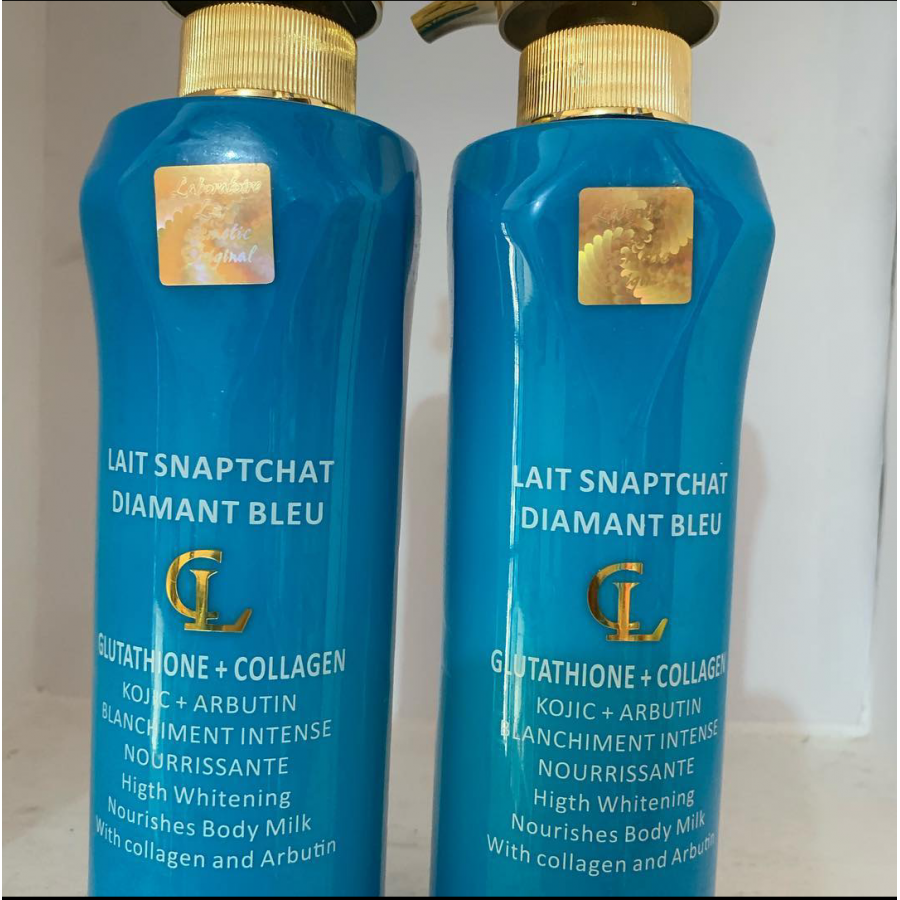 Laboratoire
Original
LAIT SNAPTCHAT
DIAMANT BLEU
CL
GLUTATHIONE + COLLAGEN
KOJIC + ARBUTIN
BLANCHIMENT INTENSE
NOURRISSANTE
Higth Whitening
Nourishes Body Milk
With collagen and Arbutin
LAIT SNAPTCHAT
DIAMANT BLEU
CL
GLUTATHIONE + COLLAGEN
KOJIC + ARBUTIN
BLANCHIMENT INTENSE
NOURRISSANTE
Higth Whitening
Nourishes Body Milk
With collagen and Arbutin